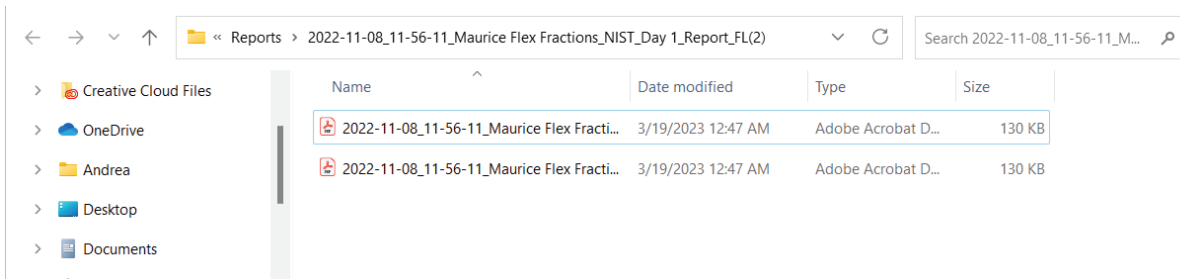 « Reports > 2022-11-08_11-56-11_Maurice Flex Fractions_NIST_Day 1_Report_FL(2)
Search 2022-11-08_11-56-11_M...
Name Date modified Type Size
Creative Cloud Files
2022-11-08_11-56-11_Maurice Flex Fracti... 3/19/2023 12:47 AM Adobe Acrobat D... 130 KB
OneDrive
2022-11-08_11-56-11_Maurice Flex Fracti... 3/19/2023 12:47 AM Adobe Acrobat D... 130 KB
Andrea
Desktop
Documents